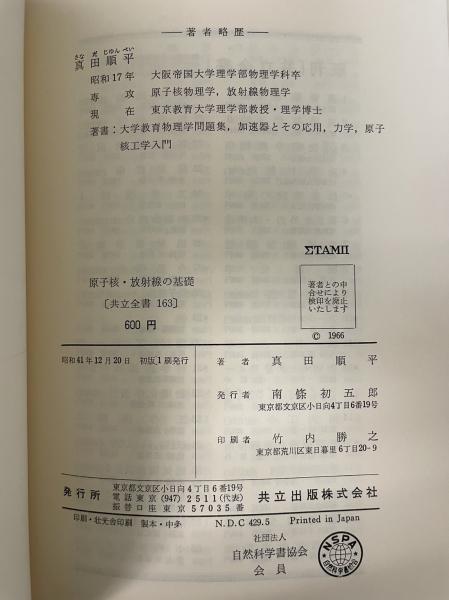 著者略歴
さなだじゅんぺい
真田順平
昭和17年 大阪帝国大学理学部物理学科卒
専攻 原子核物理学，放射線物理学
現在 東京教育大学理学部教授・理学博士
著書：大学教育物理学問題集，加速器とその応用，力学，原子
核工学入門
ΣTAMΠ
著者との申
合せにより
検印を廃止
いたします
© 1966
原子核・放射線の基礎
〔共立全書 163〕
600 円
昭和41年12月20日 初版1刷発行
著者 真田順平
発行者 南條初五郎
東京都文京区小日向4丁目6番19号
印刷者 竹内勝之
東京都荒川区東日暮里6丁目20-9
発行所
東京都文京区小日向4丁目6番19号
電話東京(947)2511(代表)
振替口座東京57035番
共立出版株式会社
印刷・壮光舎印刷 製本・中條
N.D.C 429.5 Printed in Japan
社団法人
自然科学書協会
会員
NSPA
自然科学書協会